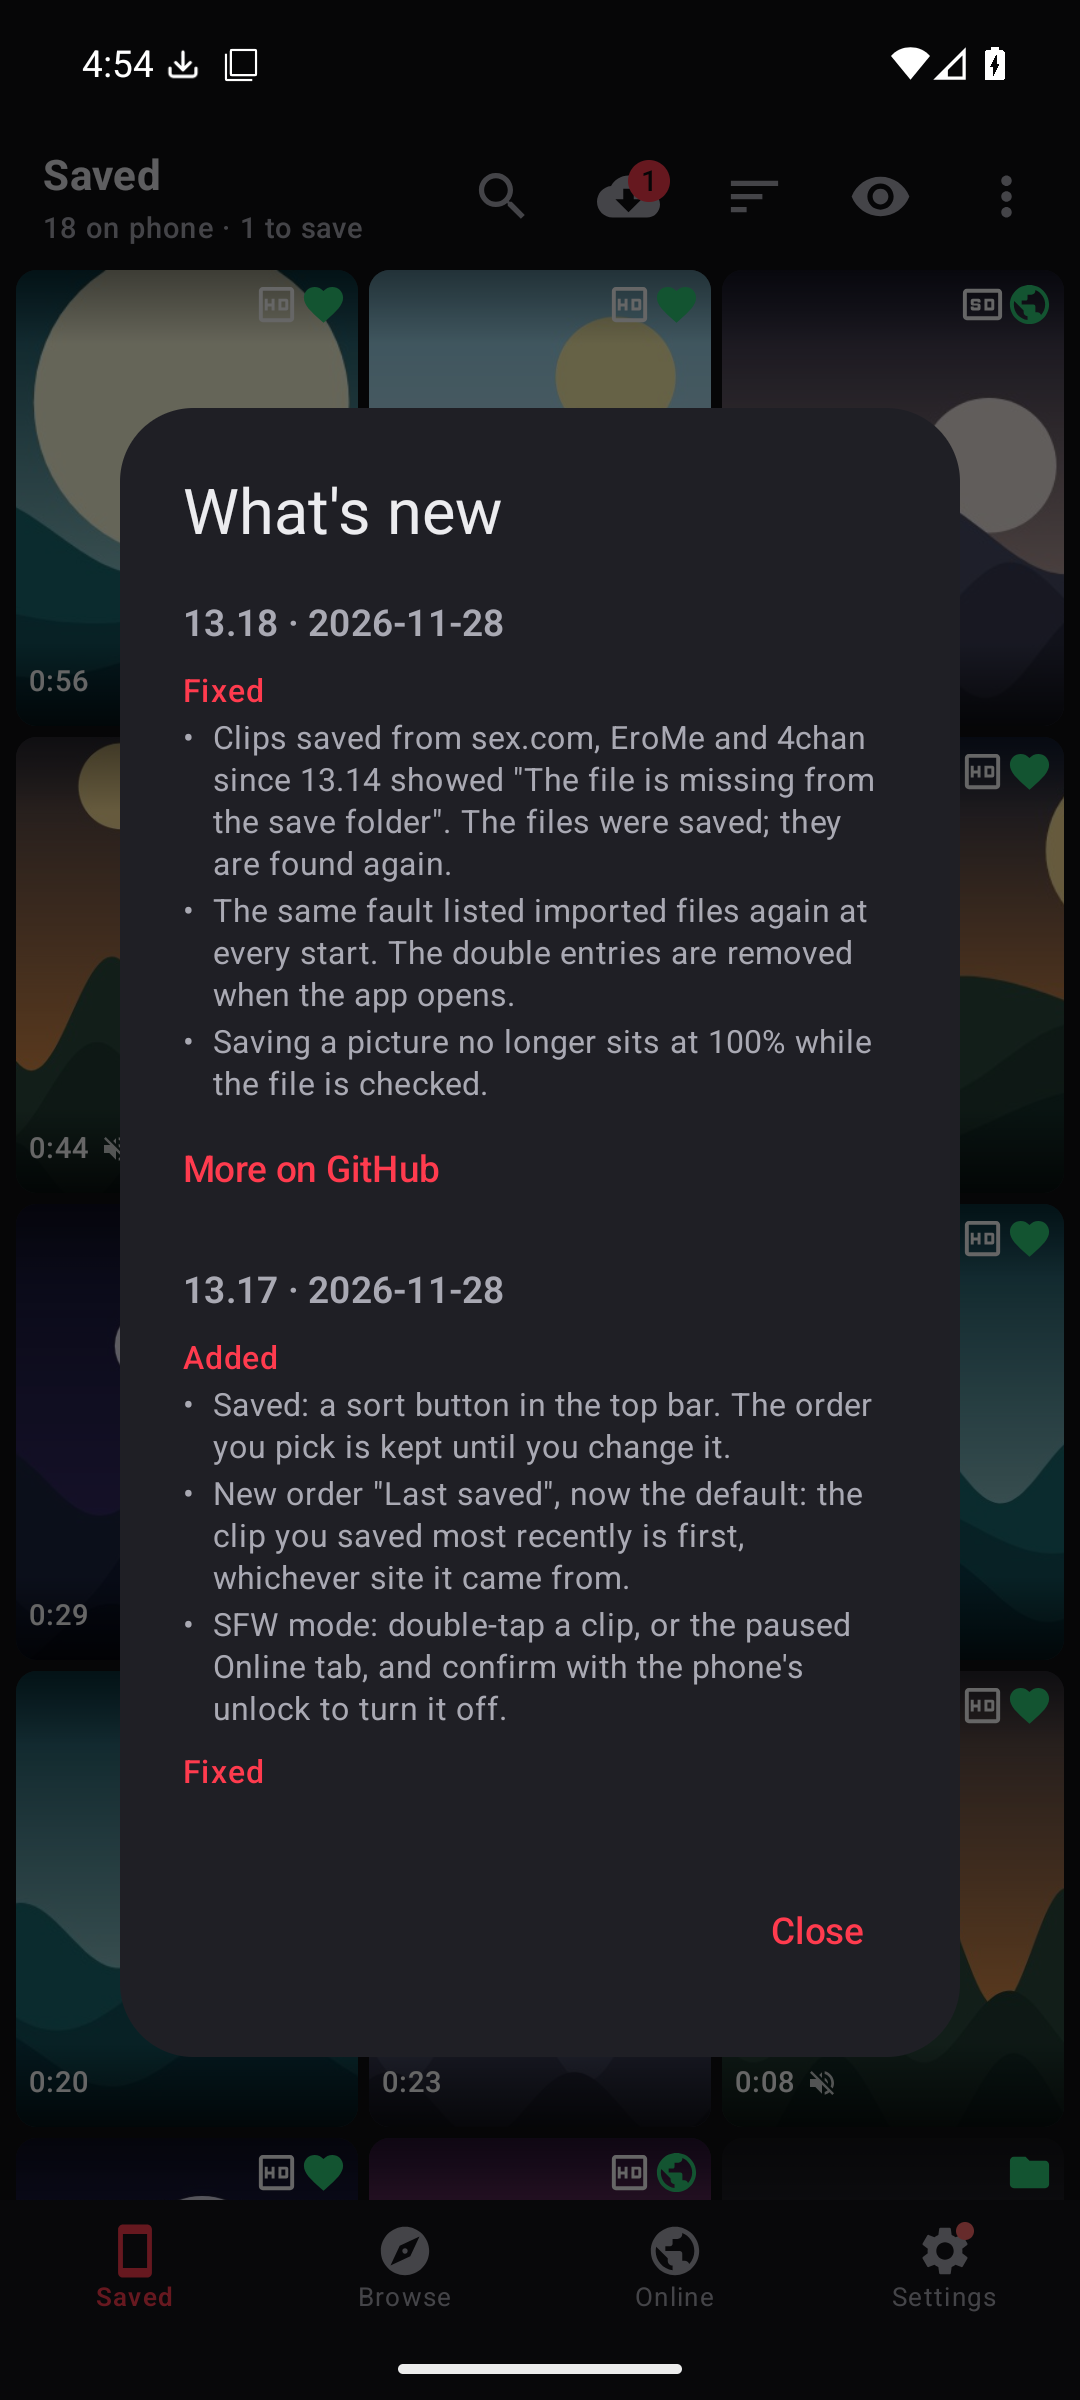 4:54
Saved
18 on phone · 1 to save
1
HD
HD
SD
What's new
13.18 · 2026-11-28
Fixed
• Clips saved from sex.com, EroMe and 4chan
since 13.14 showed "The file is missing from
the save folder". The files were saved; they
are found again.
• The same fault listed imported files again at
every start. The double entries are removed
when the app opens.
• Saving a picture no longer sits at 100% while
the file is checked.
More on GitHub
13.17 · 2026-11-28
Added
• Saved: a sort button in the top bar. The order
you pick is kept until you change it.
• New order "Last saved", now the default: the
clip you saved most recently is first,
whichever site it came from.
• SFW mode: double-tap a clip, or the paused
Online tab, and confirm with the phone's
unlock to turn it off.
Fixed
Close
0:56
HD
0:44
HD
0:29
HD
0:20
0:23
0:08
HD
HD
Saved
Browse
Online
Settings